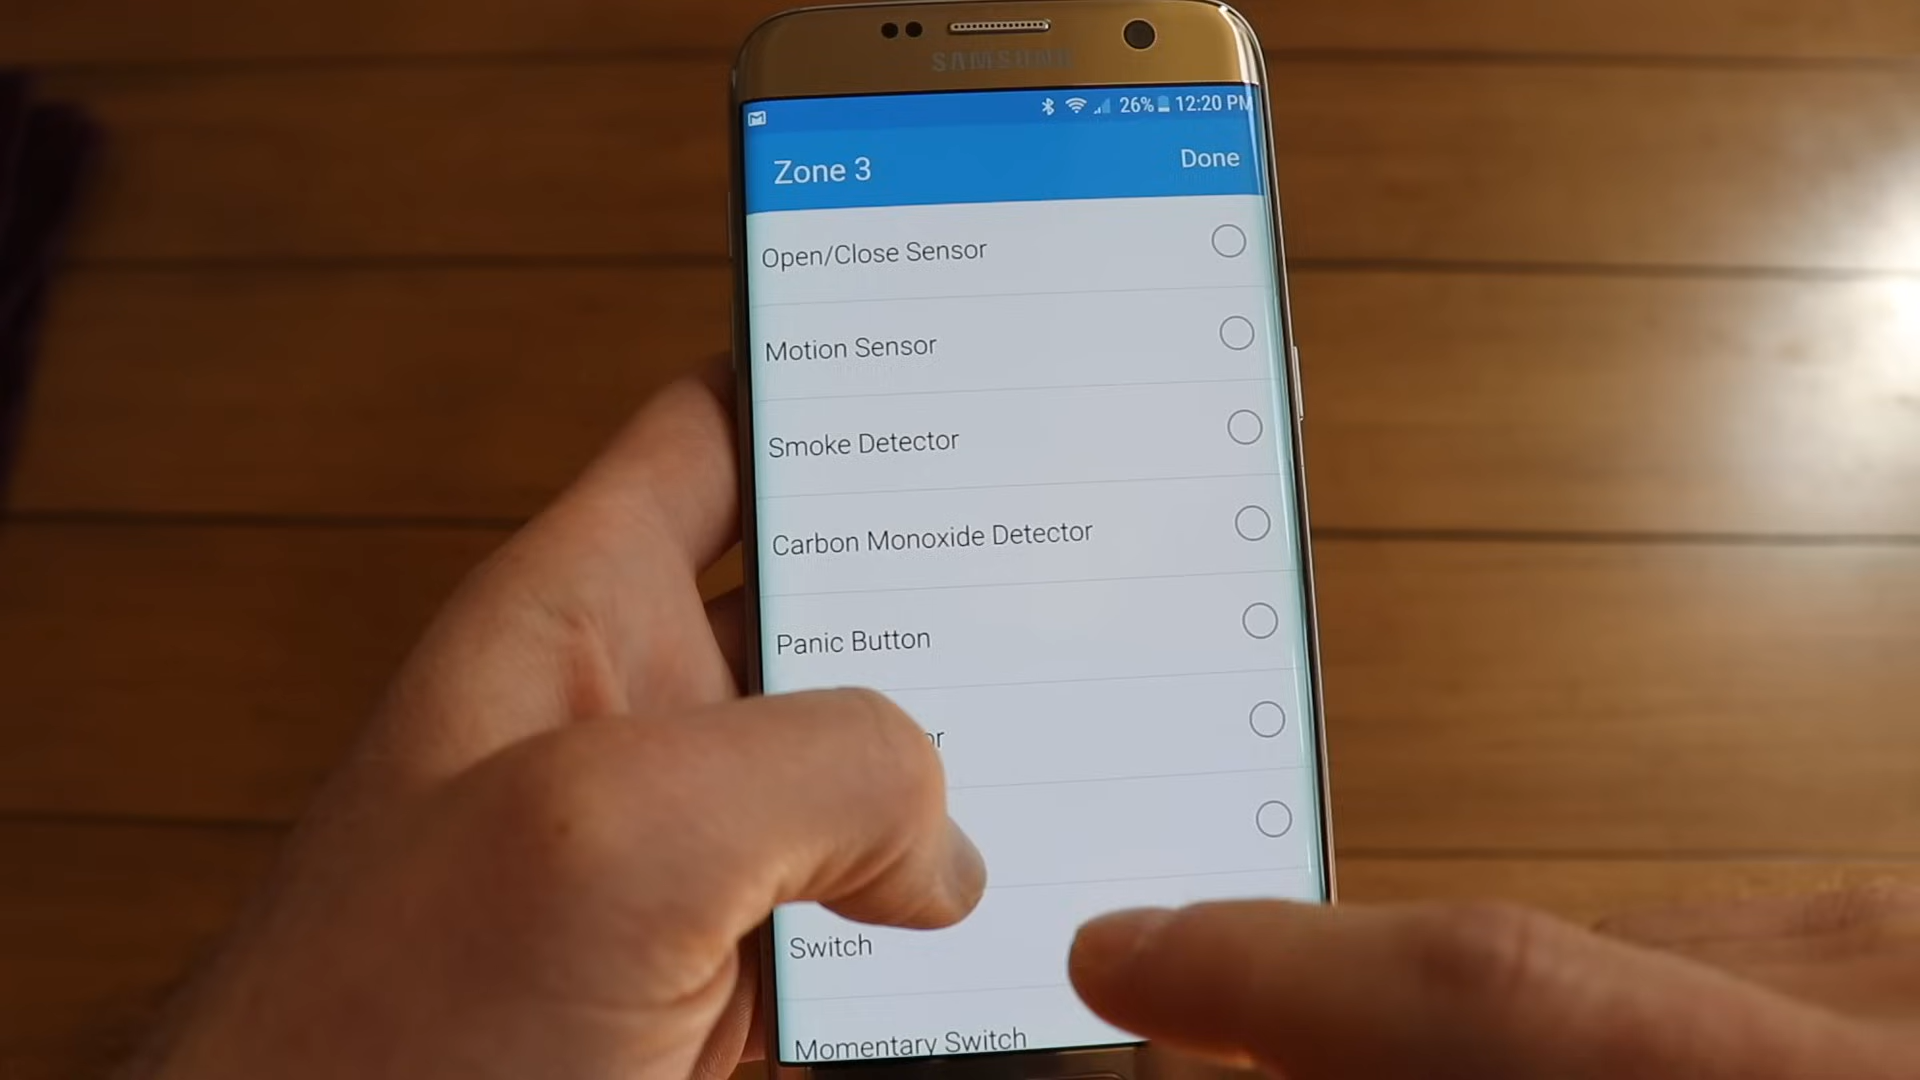 SAMSUNG
26% 12:20 PM
Zone 3
Done
Open/Close Sensor
Motion Sensor
Smoke Detector
Carbon Monoxide Detector
Panic Button
Switch
Momentary Switch